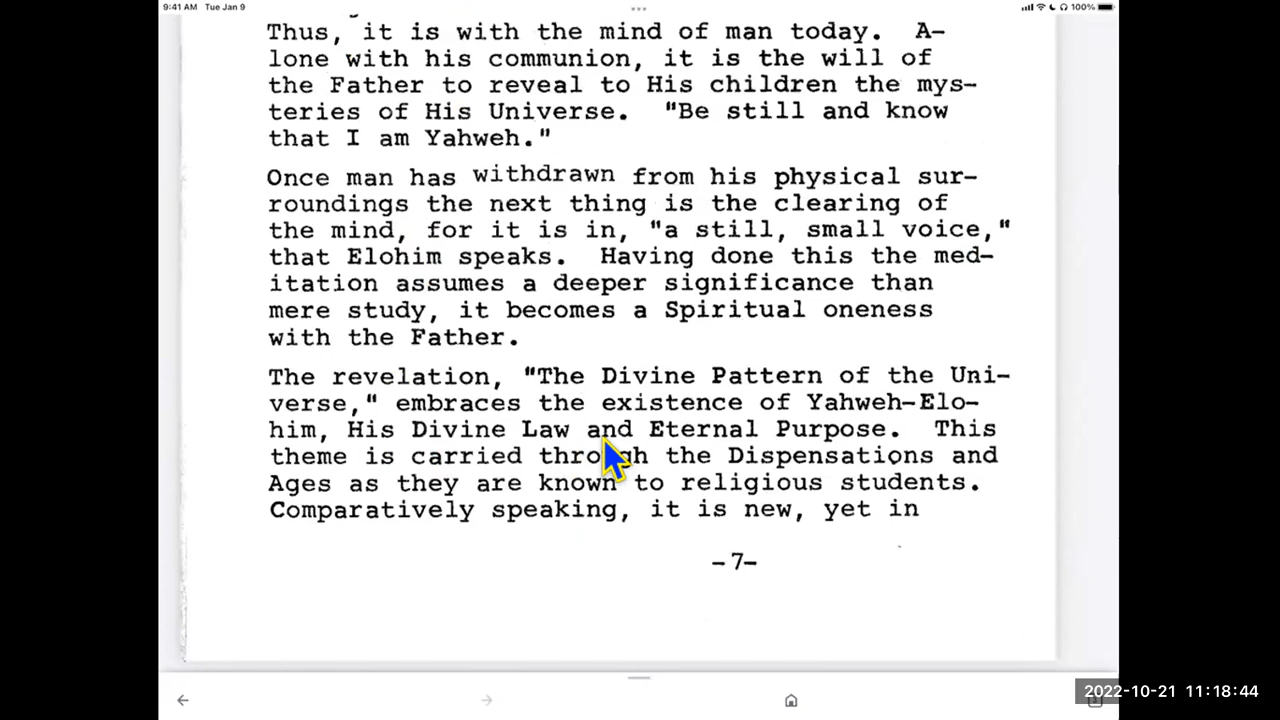 9:41 AM Tue Jan 9
100%
Thus, it is with the mind of man today. A-
lone with his communion, it is the will of
the Father to reveal to His children the mys-
teries of His Universe. "Be still and know
that I am Yahweh."
Once man has withdrawn from his physical sur-
roundings the next thing is the clearing of
the mind, for it is in, "a still, small voice,"
that Elohim speaks. Having done this the med-
itation assumes a deeper significance than
mere study, it becomes a Spiritual oneness
with the Father.
The revelation, "The Divine Pattern of the Uni-
verse," embraces the existence of Yahweh-Elo-
him, His Divine Law and Eternal Purpose. This
theme is carried through the Dispensations and
Ages as they are known to religious students.
Comparatively speaking, it is new, yet in
-7-
2022-10-21 11:18:44